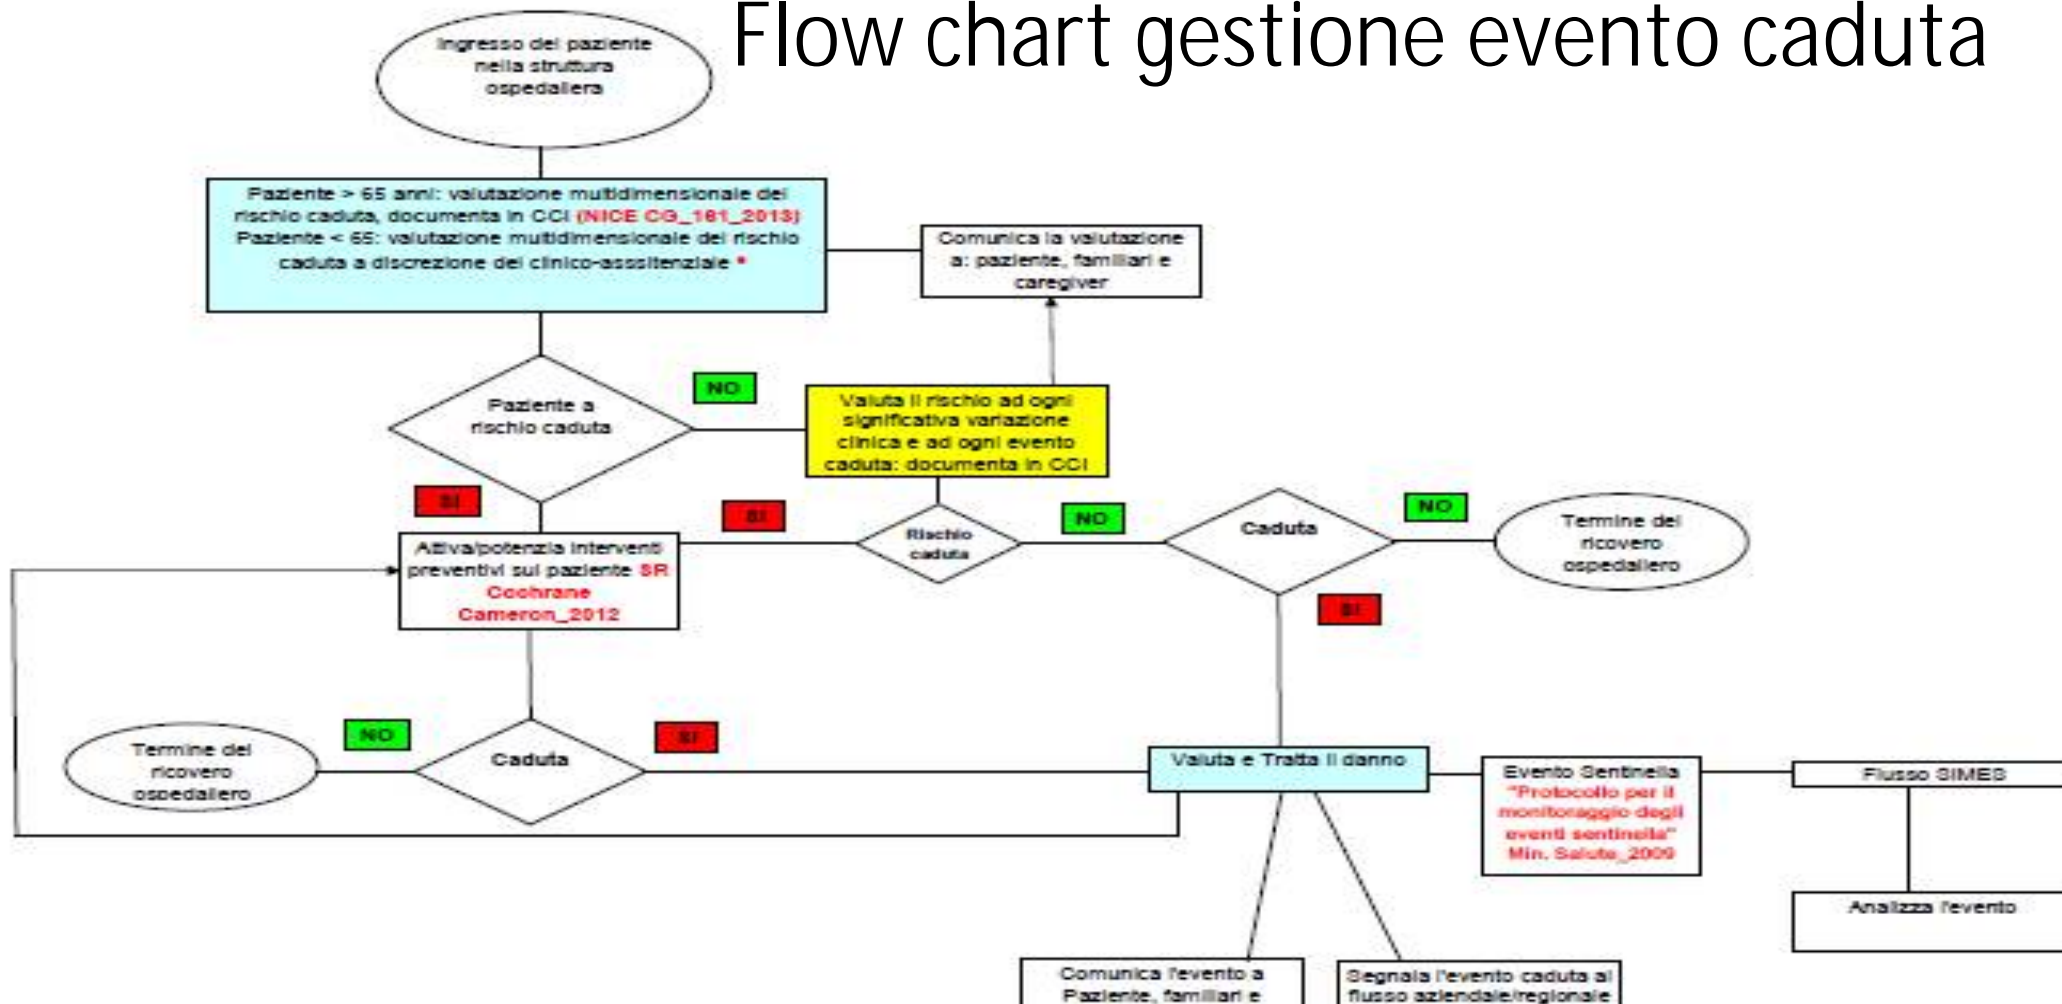 Flow chart gestione evento caduta
Ingresso del paziente
nella struttura
ospedaliera
Paziente > 65 anni: valutazione multidimensionale del
rischio caduta, documenta in CCI (NICE CG_161_2013)
Paziente < 65: valutazione multidimensionale del rischio
caduta a discrezione del clinico-asssitenziale *
Comunica la valutazione
a: paziente, familiari e
caregiver
Paziente a
rischio caduta
NO
Valuta il rischio ad ogni
significativa variazione
clinica e ad ogni evento
caduta: documenta in CCI
SI
SI
Rischio
caduta
NO
Caduta
NO
Termine del
ricovero
ospedaliero
SI
Attiva/potenzia interventi
preventivi sul paziente SR
Cochrane
Cameron_2012
Termine del
ricovero
ospedaliero
NO
Caduta
SI
Valuta e Tratta il danno
Evento Sentinella
"Protocollo per il
monitoraggio degli
eventi sentinella"
Min. Salute_2009
Flusso SIMES
Analizza l'evento
Comunica l'evento a
Paziente, familiari e
Segnala l'evento caduta al
flusso aziendale/regionale